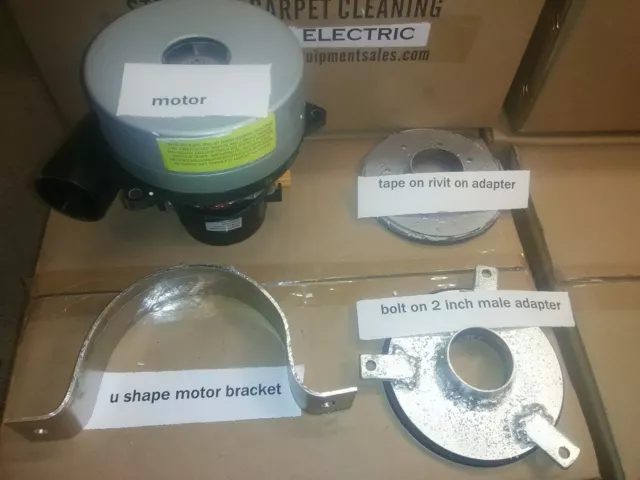 CARPET CLEANING
ELECTRIC
uipmentsales.com
motor
tape on rivit on adapter
bolt on 2 inch male adapter
u shape motor bracket